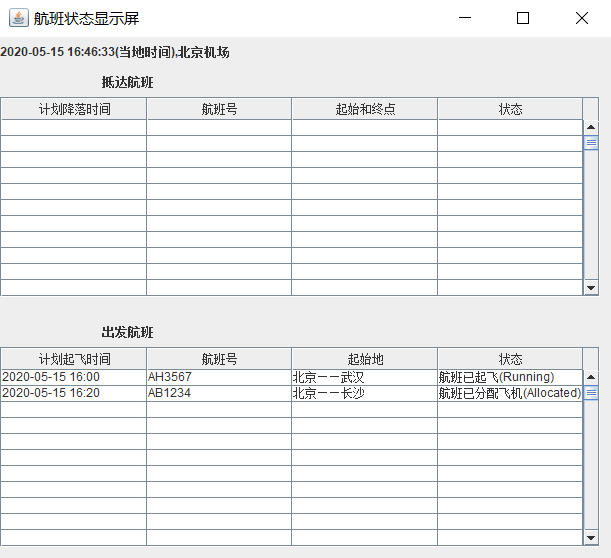 航班状态显示屏
2020-05-15 16:46:33(当地时间),北京机场
抵达航班
计划降落时间 航班号 起始和终点 状态
出发航班
计划起飞时间 航班号 起始地 状态
2020-05-15 16:00 AH3567 北京一一武汉 航班已起飞(Running)
2020-05-15 16:20 AB1234 北京一一长沙 航班已分配飞机(Allocated)